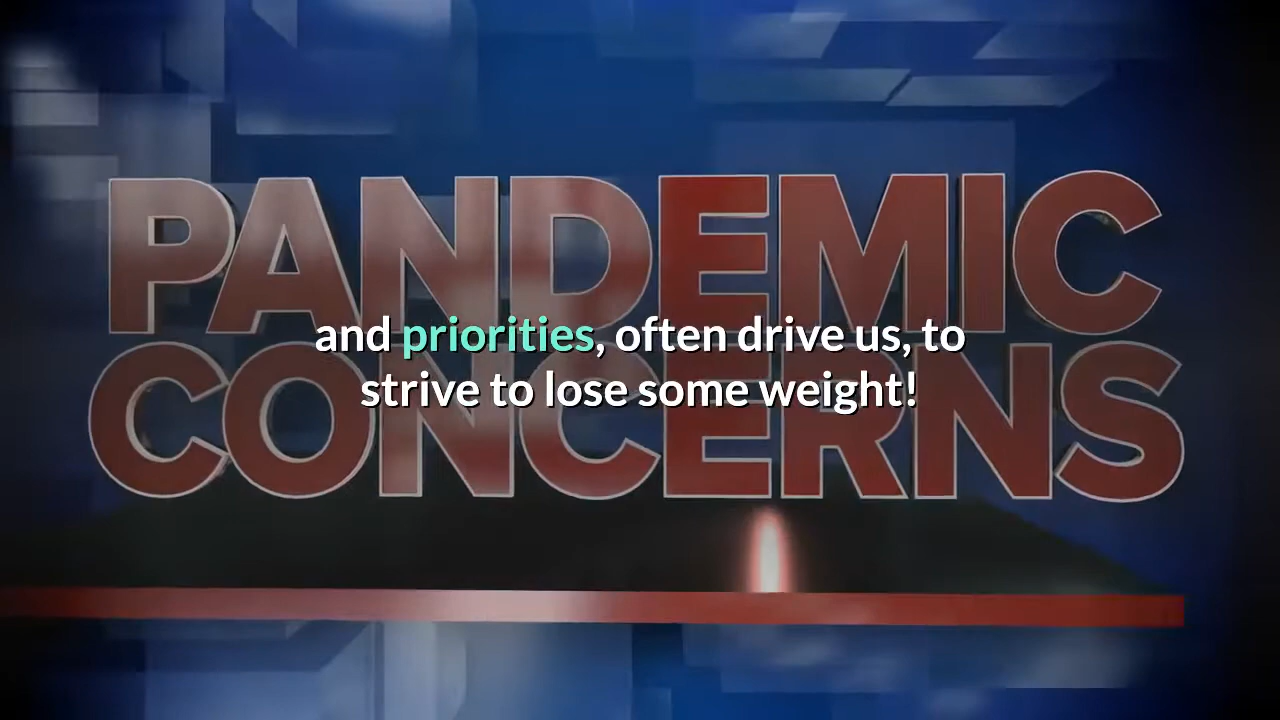 PANDEMIC
and priorities, often drive us, to
strive to lose some weight!
CONCERNS